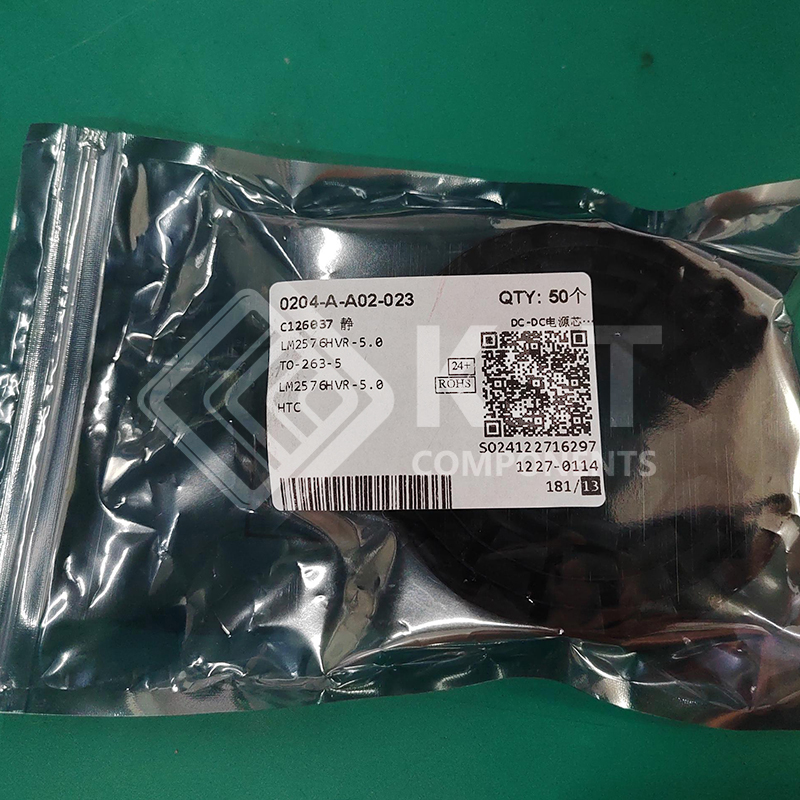 0204-A-A02-023 QTY: 50个
C126037 静 DC-DC电源芯…
LM2576HVR-5.0
TO-263-5 24+
LM2576HVR-5.0 ROHS
HTC
SO24122716297
1227-0114
181/13
COMPONENTS